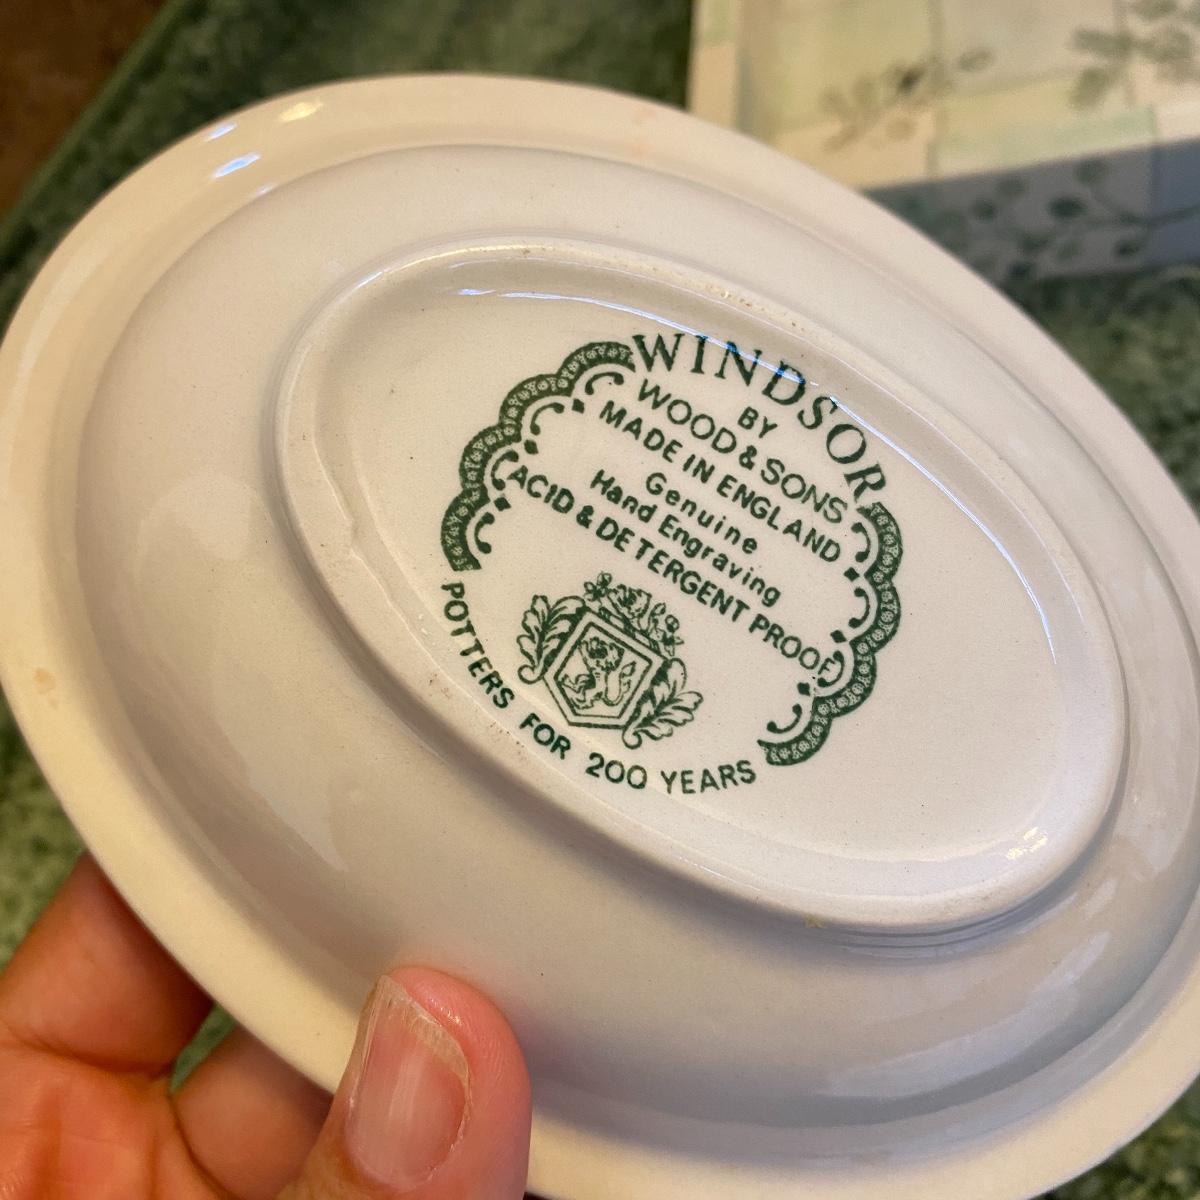 WINDSOR
BY
WOOD & SONS
MADE IN ENGLAND
Genuine
Hand Engraving
ACID & DETERGENT PROOF
POTTERS FOR 200 YEARS